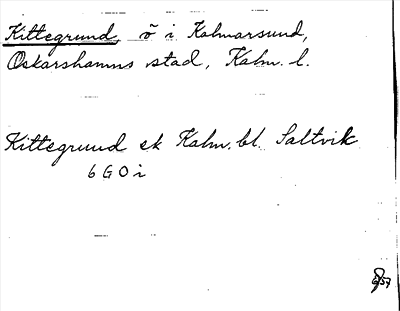 Kittegrund, ö i Kalmarsund,
Oskarshamns stad, Kalm. l.
Kittegrund ek Kalm. bl. Saltvik
6 G O i